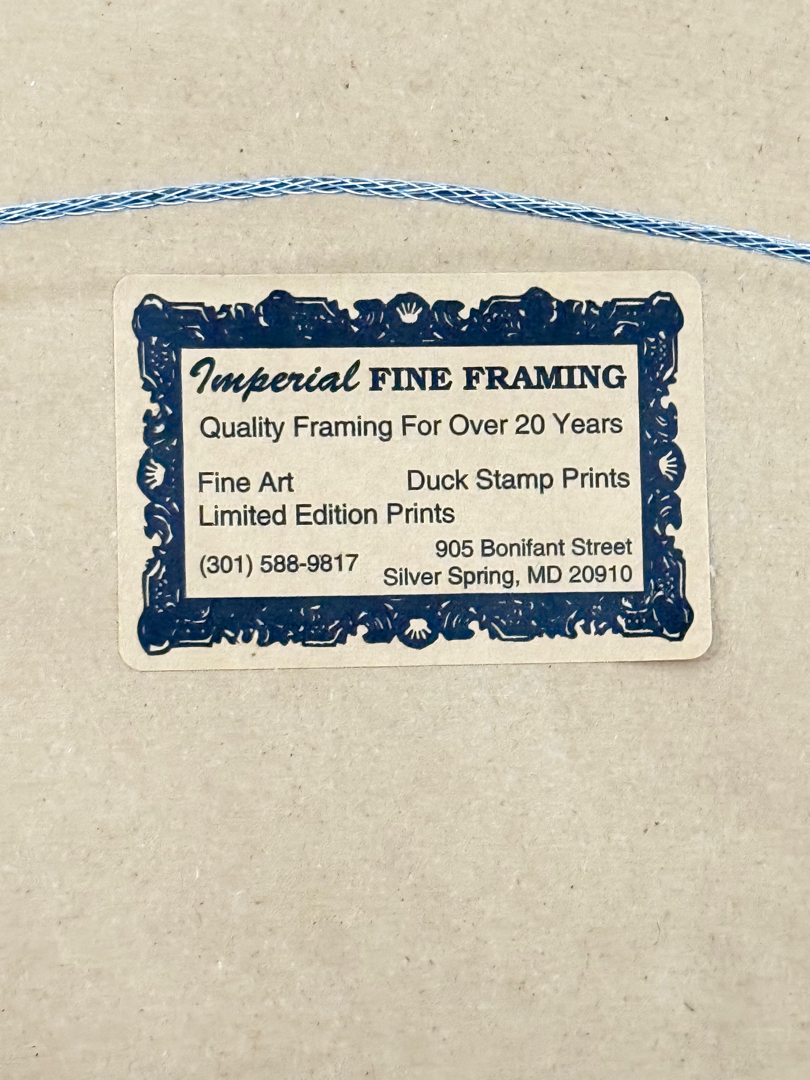 Imperial FINE FRAMING
Quality Framing For Over 20 Years
Fine Art Duck Stamp Prints
Limited Edition Prints
(301) 588-9817
905 Bonifant Street
Silver Spring, MD 20910